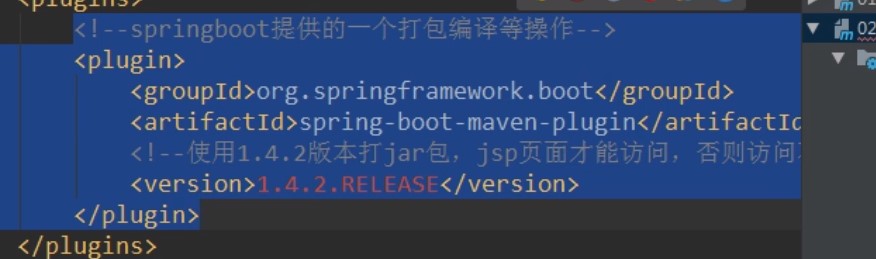 <plugins>
<!--springboot提供的一个打包编译等操作-->
<plugin>
<groupId>org.springframework.boot</groupId>
<artifactId>spring-boot-maven-plugin</artifactId
<!--使用1.4.2版本打jar包，jsp页面才能访问，否则访问
<version>1.4.2.RELEASE</version>
</plugin>
</plugins>
02